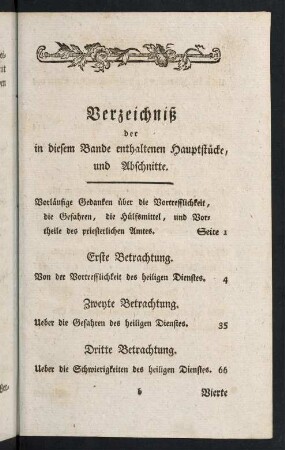 Verzeichniß
der
in diesem Bande enthaltenen Hauptstücke,
und Abschnitte.
Vorläufige Gedanken über die Vortrefflichkeit,
die Gefahren, die Hülfsmittel, und Vor-
theile des priesterlichen Amtes. Seite 1
Erste Betrachtung.
Von der Vortrefflichkeit des heiligen Dienstes. 4
Zweyte Betrachtung.
Ueber die Gefahren des heiligen Dienstes. 35
Dritte Betrachtung.
Ueber die Schwierigkeiten des heiligen Dienstes. 66
b Vierte